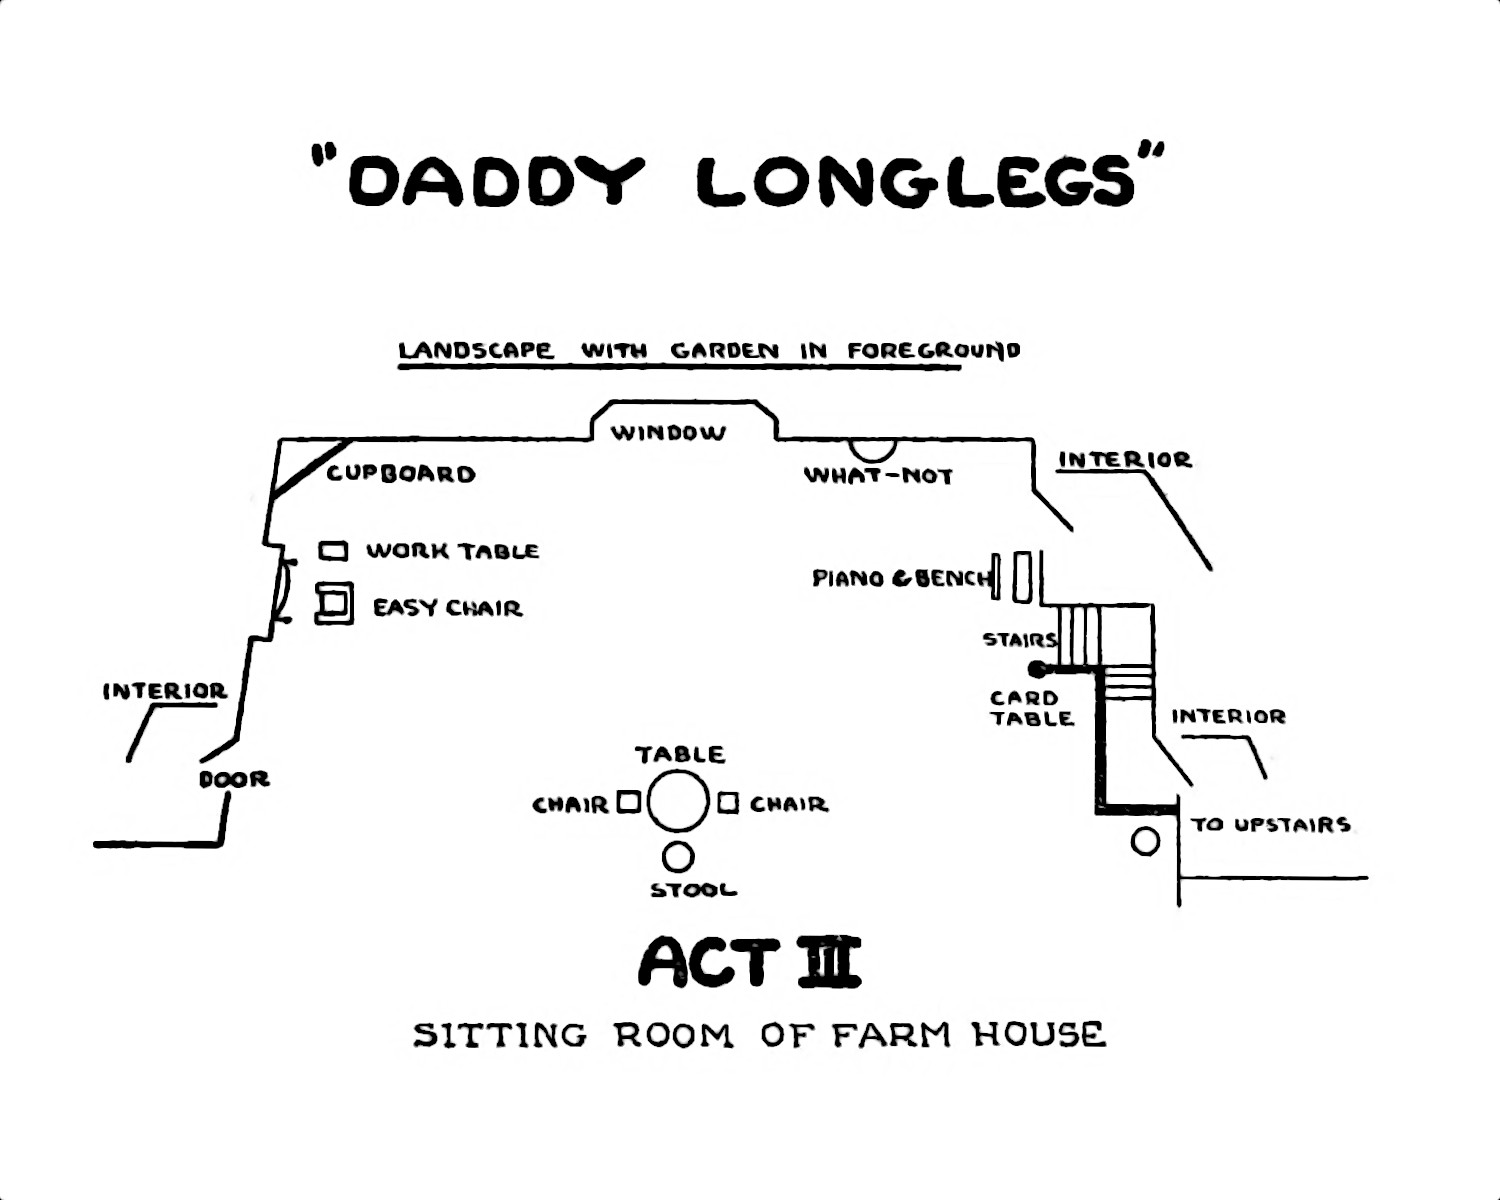 "DADDY LONGLEGS"
LANDSCAPE WITH GARDEN IN FOREGROUND
WINDOW
CUPBOARD
WHAT-NOT
INTERIOR
WORK TABLE
EASY CHAIR
PIANO & BENCH
STAIRS
INTERIOR
CARD
TABLE
INTERIOR
DOOR
TABLE
CHAIR
CHAIR
TO UPSTAIRS
STOOL
ACT III
SITTING ROOM OF FARM HOUSE